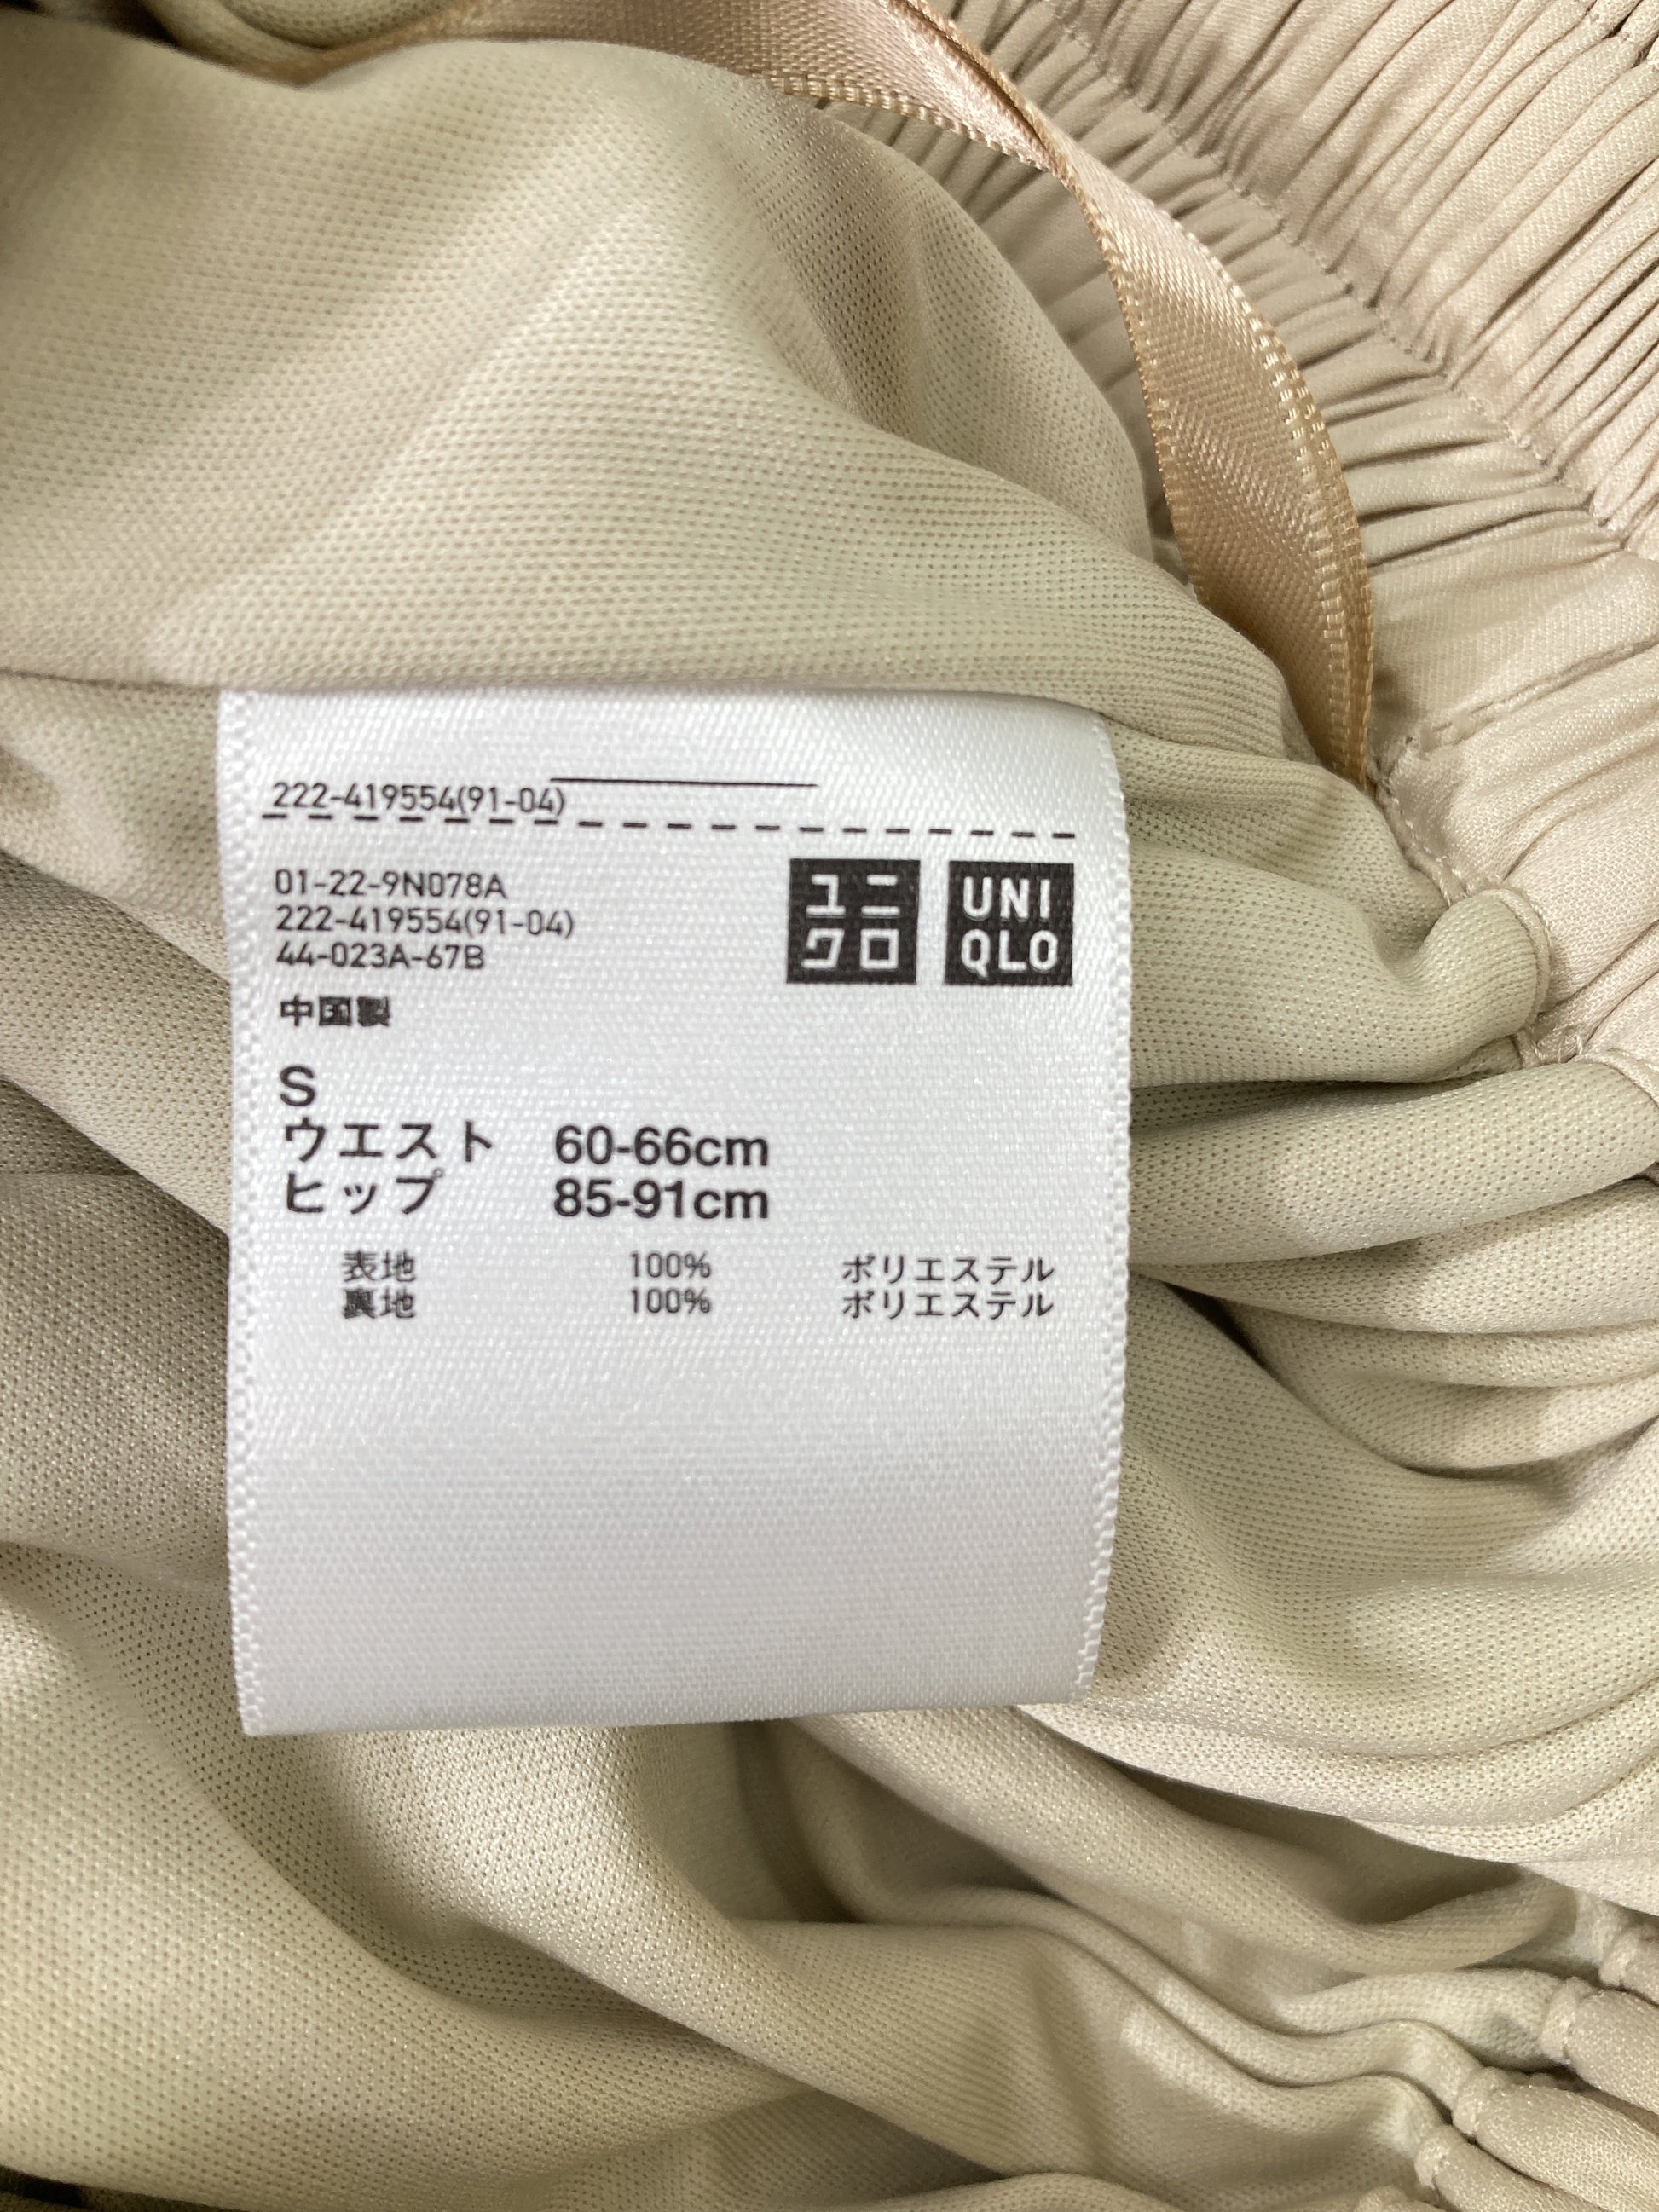 222-419554(91-04)
01-22-9N078A
222-419554(91-04)
44-023A-67B
中国製
ユニ
クロ
UNI
QLO
S
ウエスト 60-66cm
ヒップ 85-91cm
表地 100% ポリエステル
裏地 100% ポリエステル